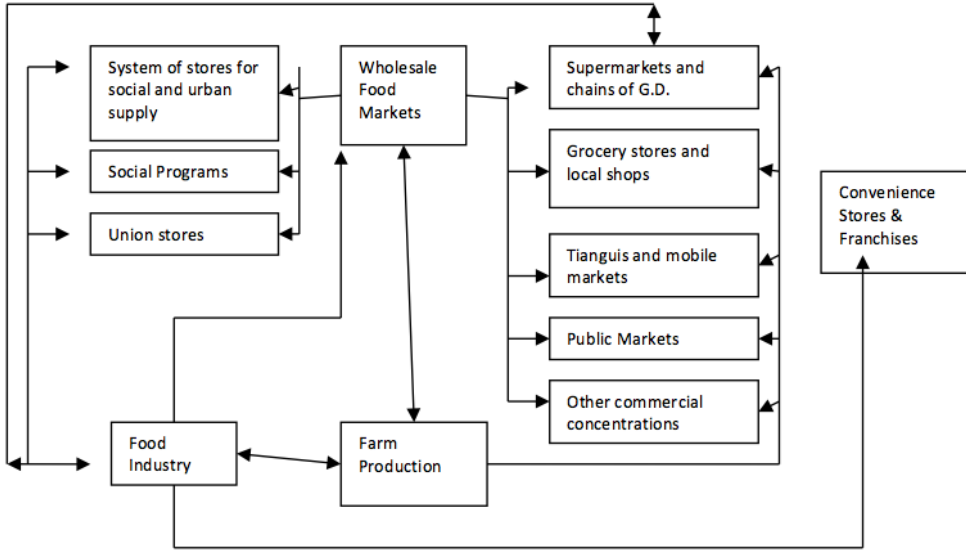 System of stores for
social and urban
supply
Social Programs
Union stores
Wholesale
Food
Markets
Supermarkets and
chains of G.D.
Grocery stores and
local shops
Tianguis and mobile
markets
Public Markets
Other commercial
concentrations
Convenience
Stores &
Franchises
Food
Industry
Farm
Production